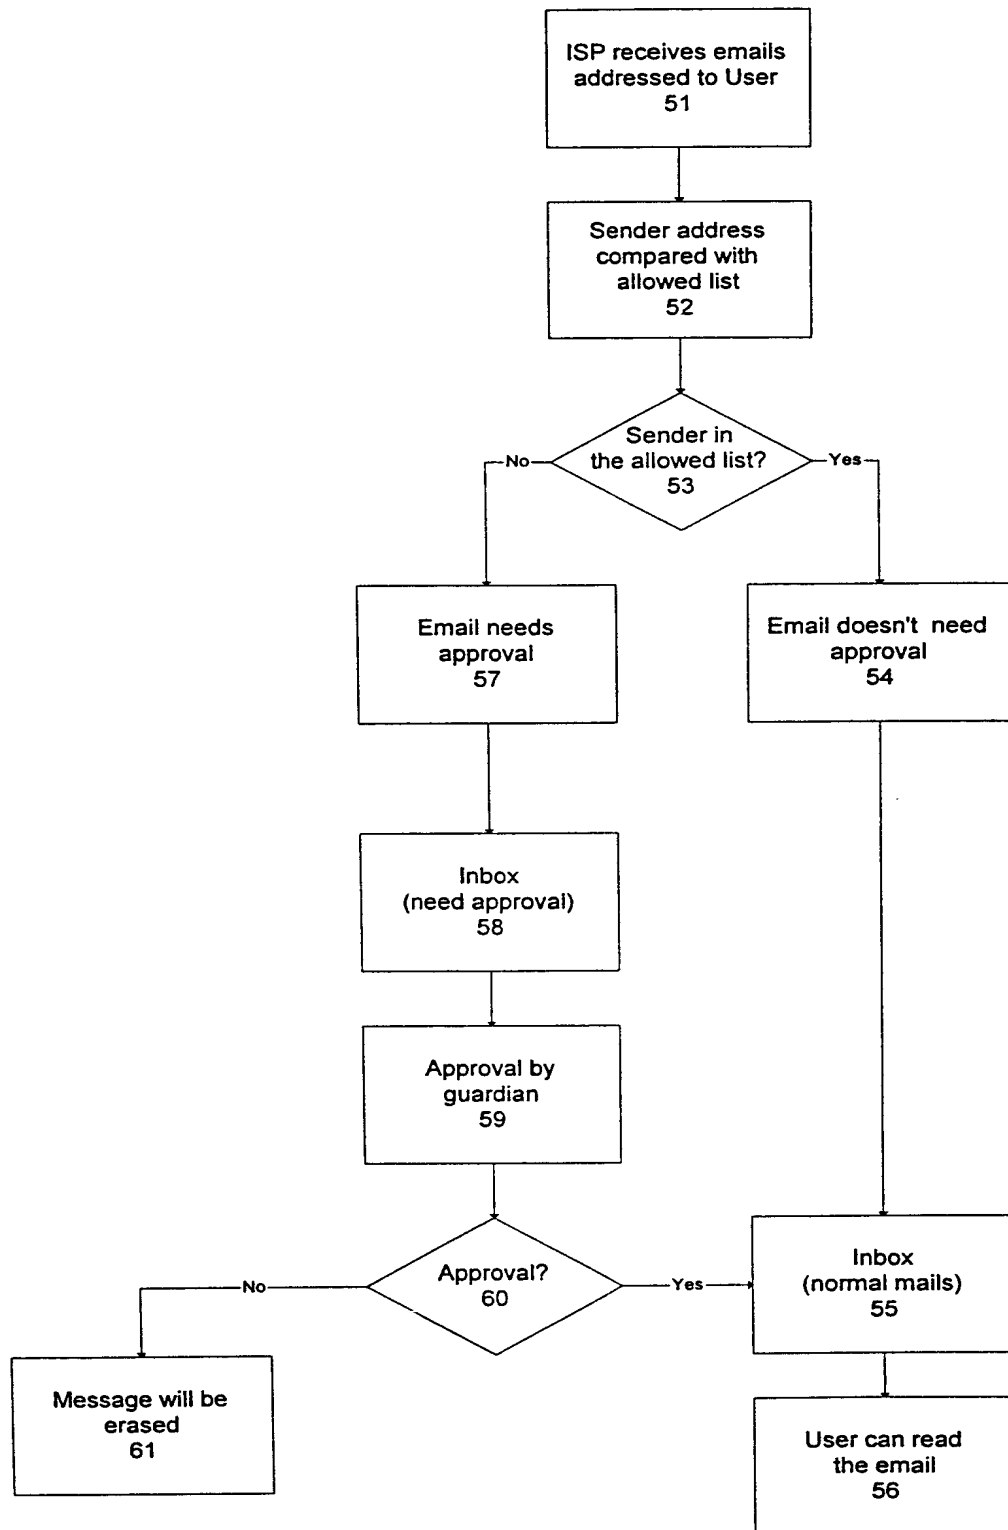 ISP receives emails
addressed to User
51
Sender address
compared with
allowed list
52
Sender in
the allowed list?
53
No
Yes
Email needs
approval
57
Email doesn't need
approval
54
Inbox
(need approval)
58
Approval by
guardian
59
Approval?
60
No
Yes
Inbox
(normal mails)
55
Message will be
erased
61
User can read
the email
56